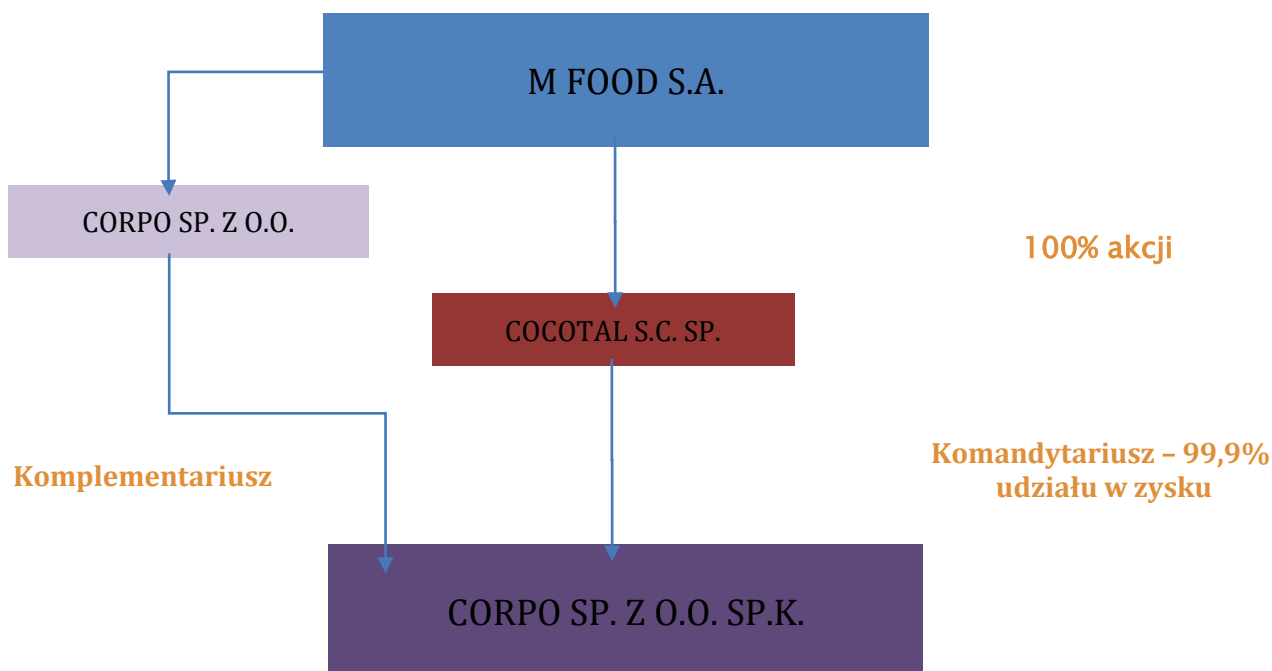 M FOOD S.A.
CORPO SP. Z O.O.
100% akcji
COCOTAL S.C. SP.
Komplementariusz
Komandytariusz – 99,9%
udziału w zysku
CORPO SP. Z O.O. SP.K.